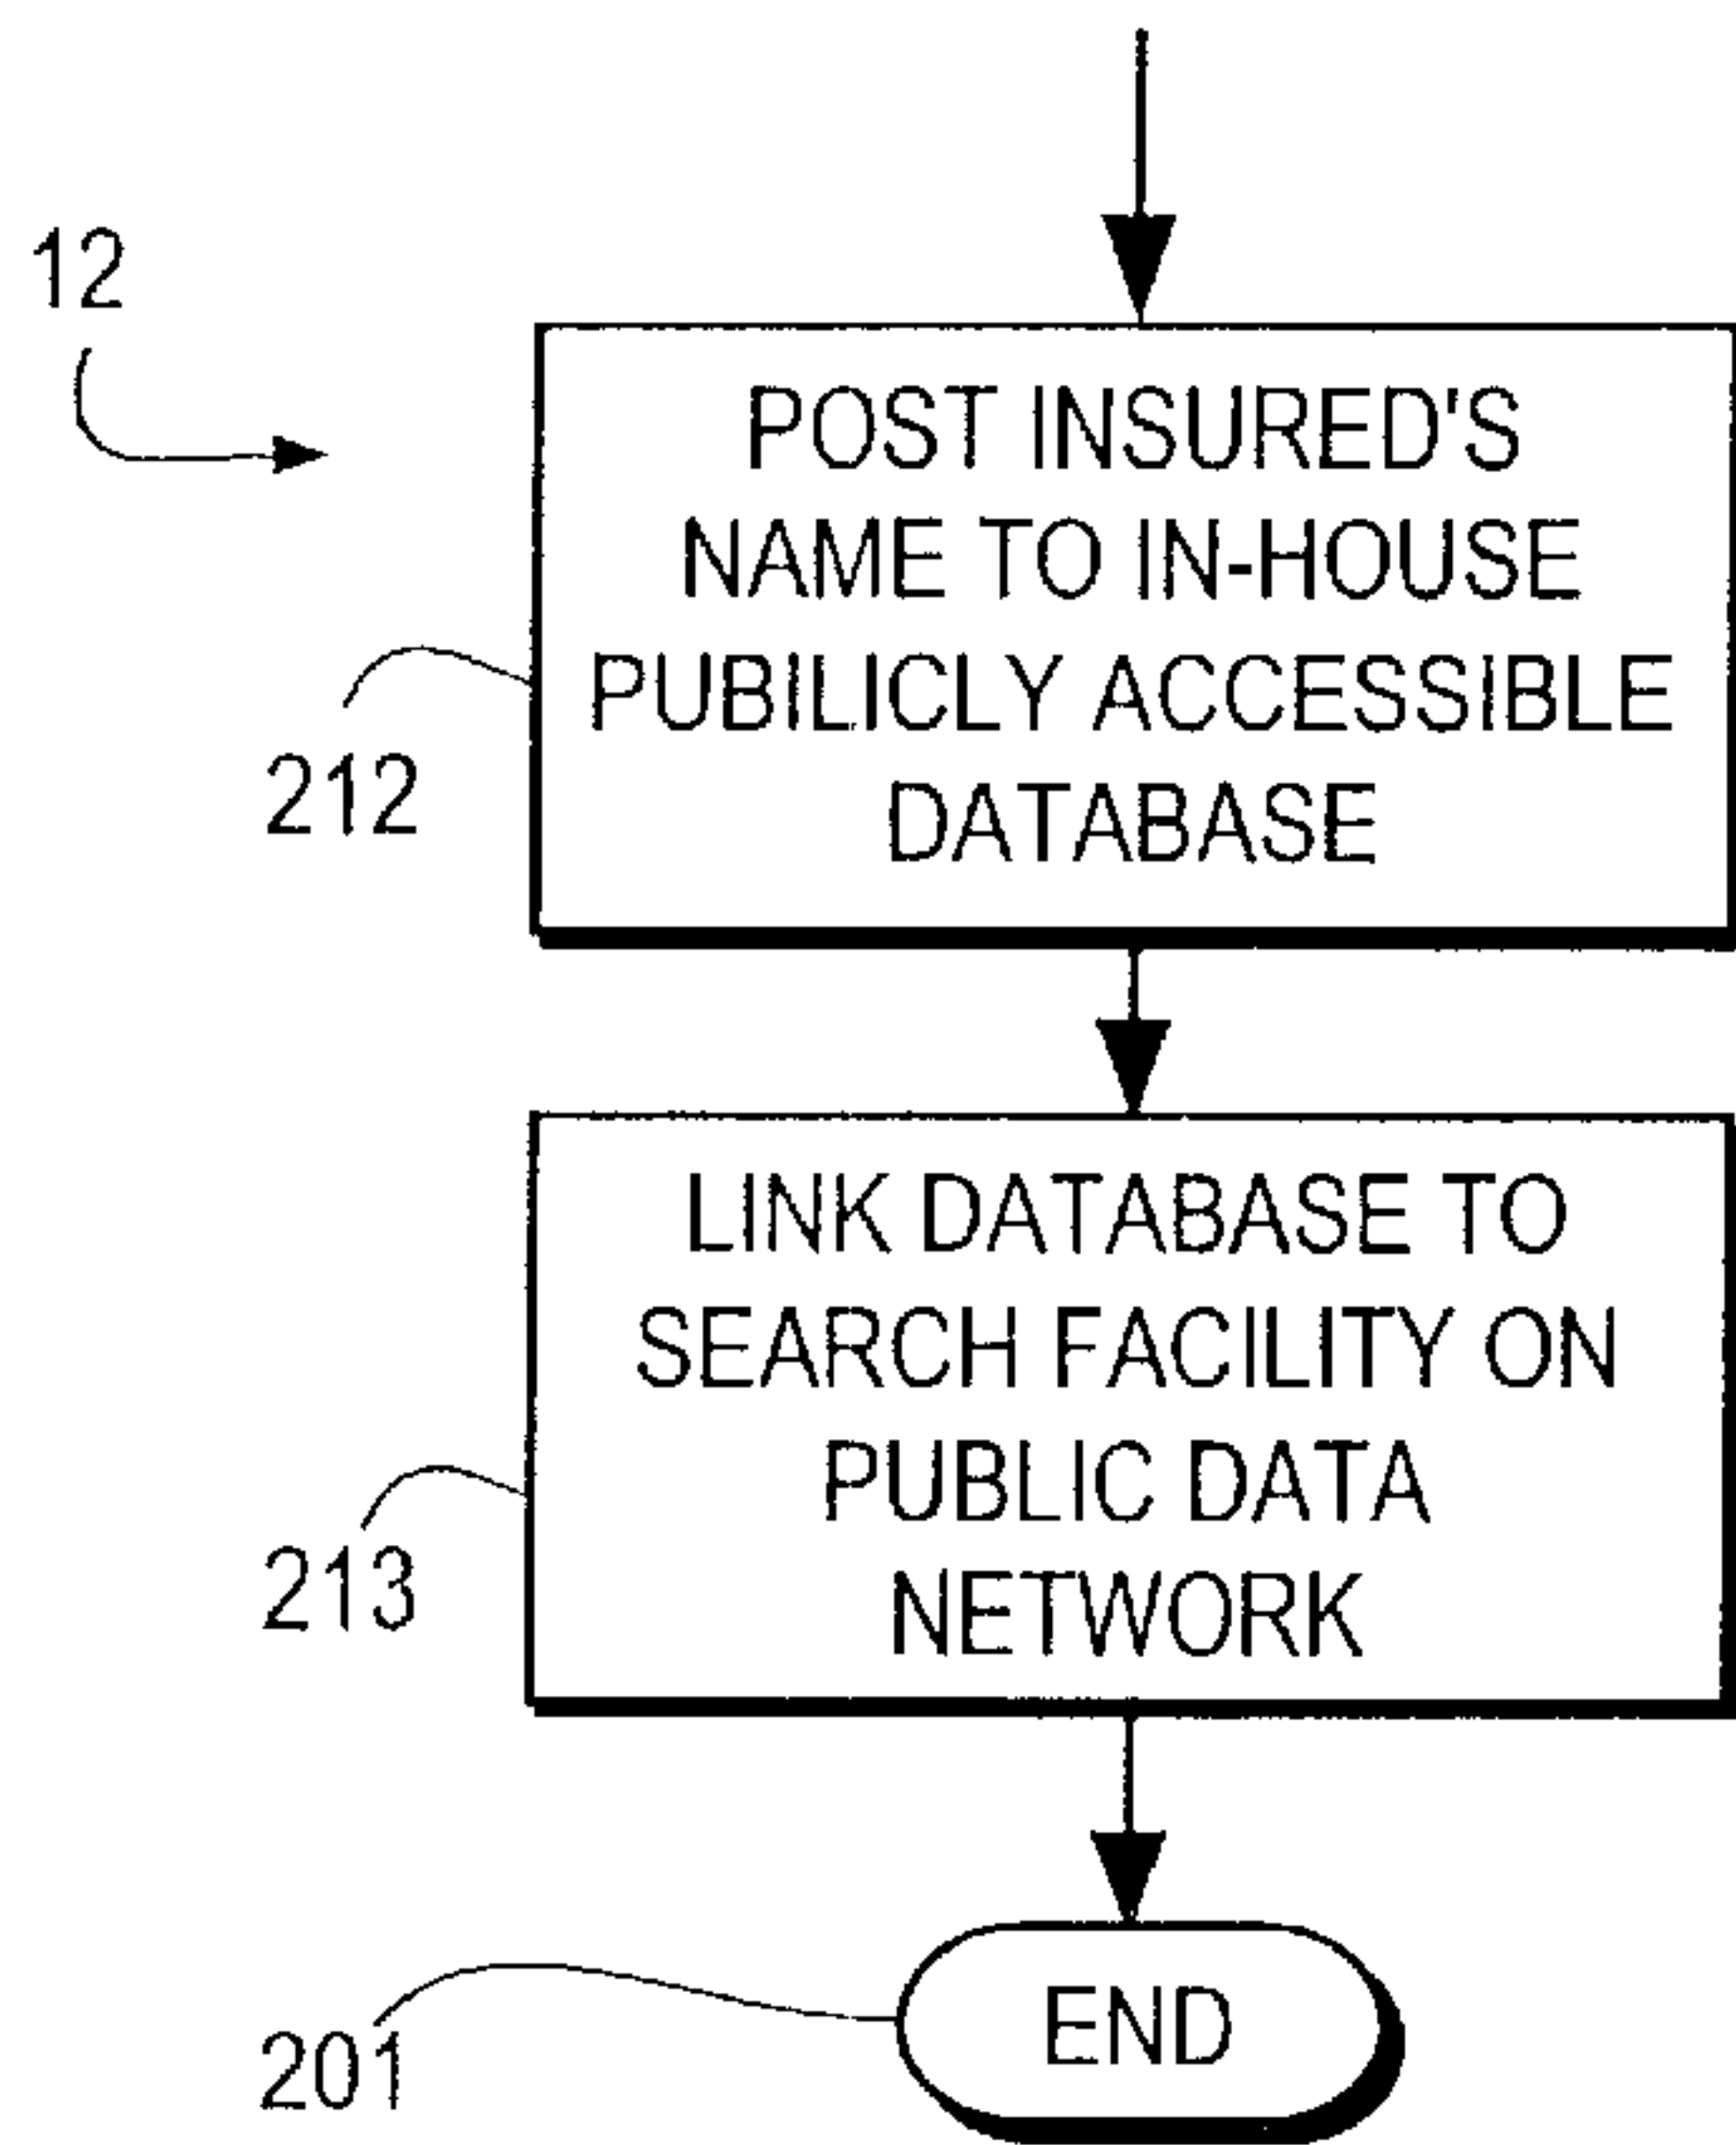 12
POST INSURED'S
NAME TO IN-HOUSE
PUBILICLY ACCESSIBLE
DATABASE
212
LINK DATABASE TO
SEARCH FACILITY ON
PUBLIC DATA
NETWORK
213
END
201